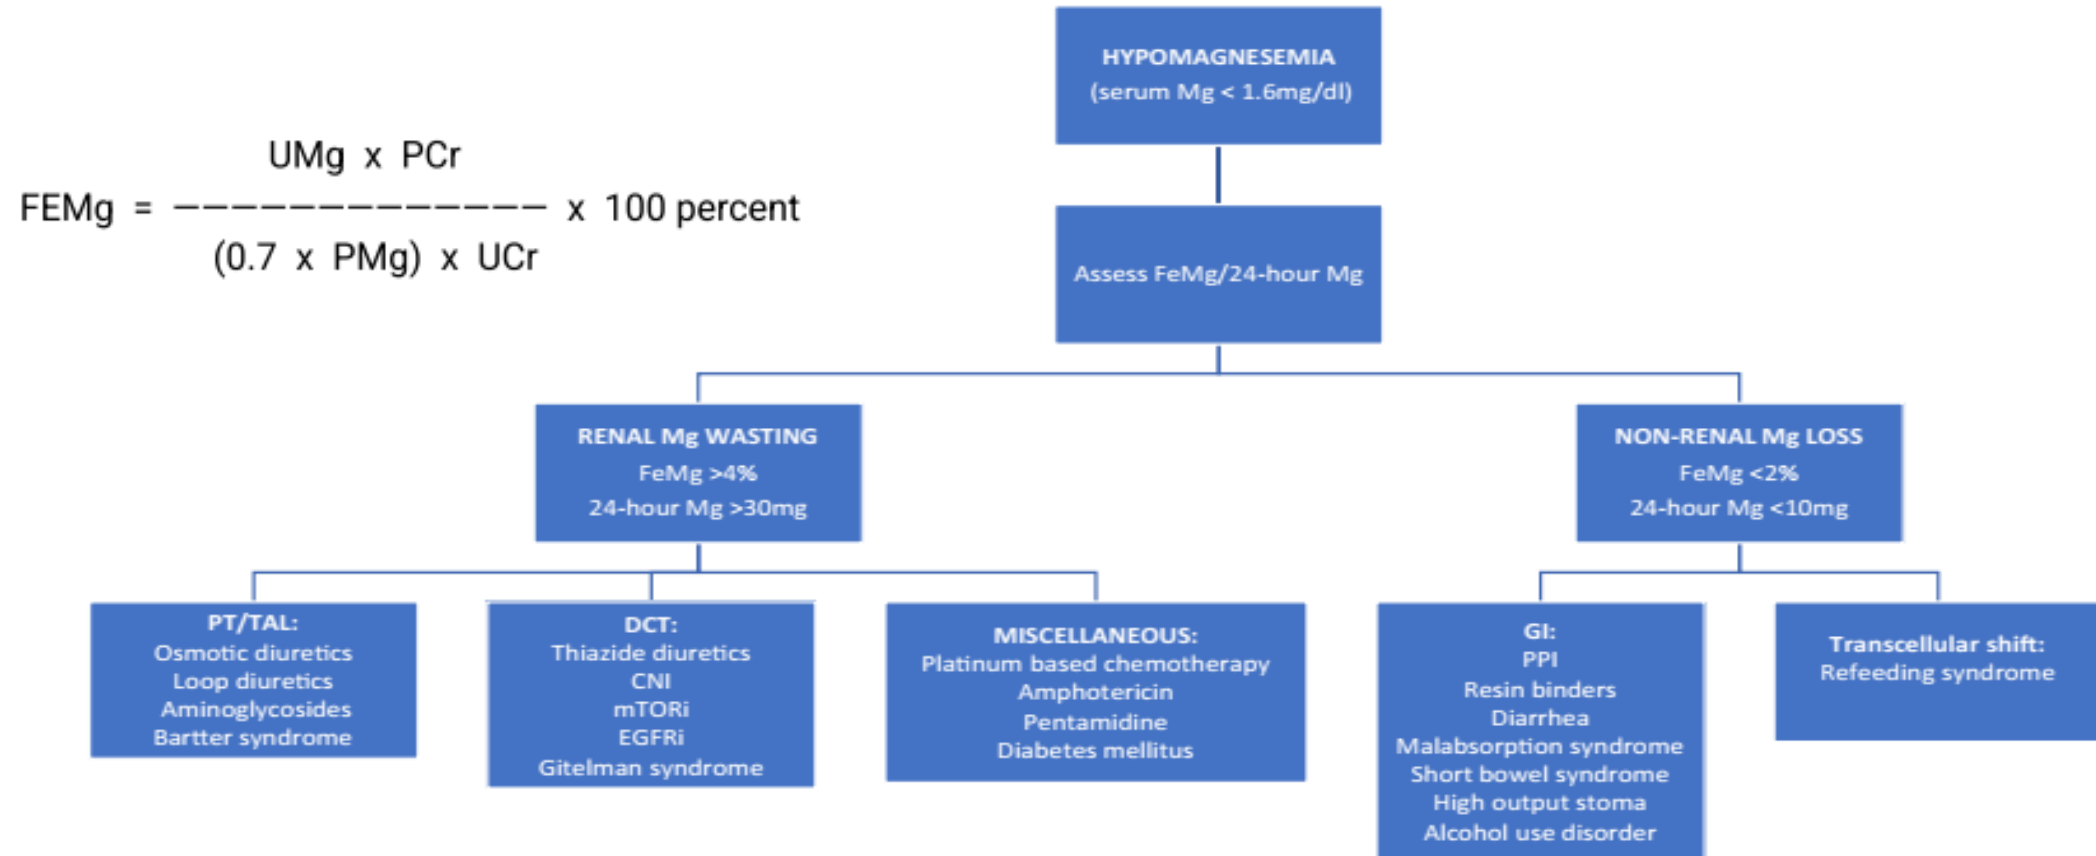 UMg x PCr
FEMg = ————————————— x 100 percent
(0.7 x PMg) x UCr
HYPOMAGNESEMIA
(serum Mg < 1.6mg/dl)
Assess FeMg/24-hour Mg
RENAL Mg WASTING
FeMg >4%
24-hour Mg >30mg
NON-RENAL Mg LOSS
FeMg <2%
24-hour Mg <10mg
PT/TAL:
Osmotic diuretics
Loop diuretics
Aminoglycosides
Bartter syndrome
DCT:
Thiazide diuretics
CNI
mTORi
EGFRi
Gitelman syndrome
MISCELLANEOUS:
Platinum based chemotherapy
Amphotericin
Pentamidine
Diabetes mellitus
GI:
PPI
Resin binders
Diarrhea
Malabsorption syndrome
Short bowel syndrome
High output stoma
Alcohol use disorder
Transcellular shift:
Refeeding syndrome